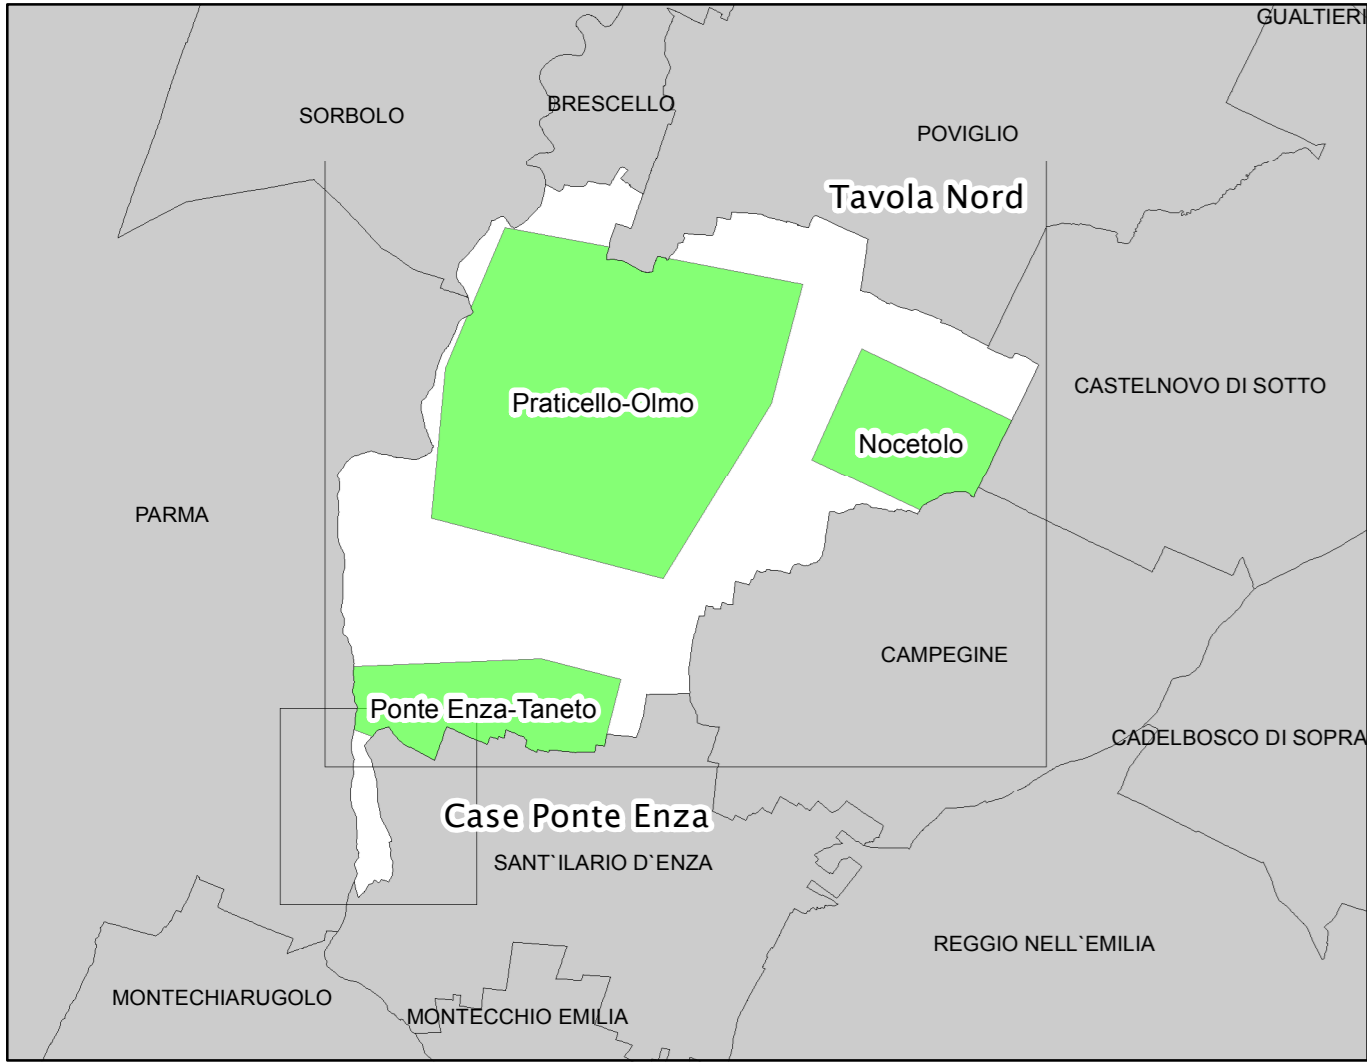 GUALTIERI
BRESCELLO
SORBOLO
POVIGLIO
Tavola Nord
CASTELNOVO DI SOTTO
Praticello-Olmo
Nocetolo
PARMA
CAMPEGINE
Ponte Enza-Taneto
CADELBOSCO DI SOPRA
Case Ponte Enza
SANT`ILARIO D`ENZA
REGGIO NELL`EMILIA
MONTECHIARUGOLO
MONTECCHIO EMILIA